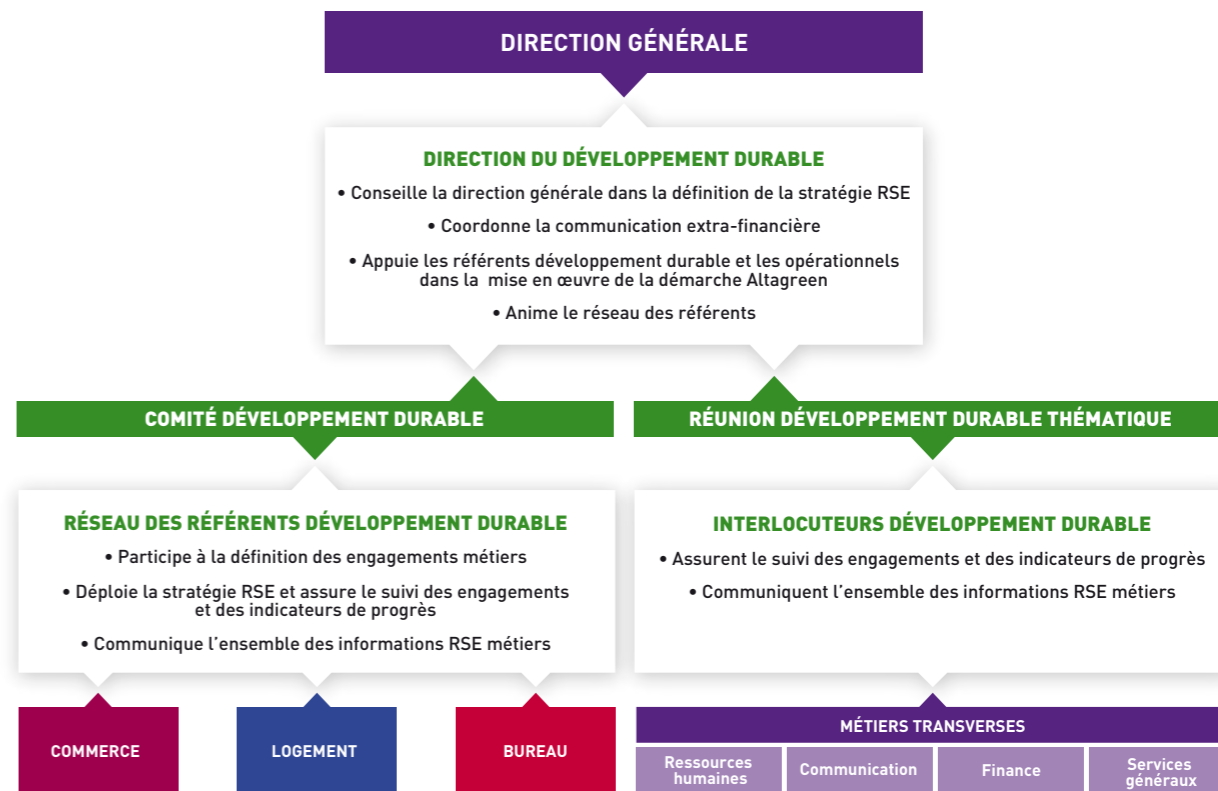 DIRECTION GÉNÉRALE
DIRECTION DU DÉVELOPPEMENT DURABLE
• Conseille la direction générale dans la définition de la stratégie RSE
• Coordonne la communication extra-financière
• Appuie les référents développement durable et les opérationnels
dans la mise en œuvre de la démarche Altagreen
• Anime le réseau des référents
COMITÉ DÉVELOPPEMENT DURABLE
RÉSEAU DES RÉFÉRENTS DÉVELOPPEMENT DURABLE
• Participe à la définition des engagements métiers
• Déploie la stratégie RSE et assure le suivi des engagements
et des indicateurs de progrès
• Communique l’ensemble des informations RSE métiers
COMMERCE
LOGEMENT
BUREAU
RÉUNION DÉVELOPPEMENT DURABLE THÉMATIQUE
INTERLOCUTEURS DÉVELOPPEMENT DURABLE
• Assurent le suivi des engagements et des indicateurs de progrès
• Communiquent l’ensemble des informations RSE métiers
MÉTIERS TRANSVERSES
Ressources
humaines
Communication
Finance
Services
généraux